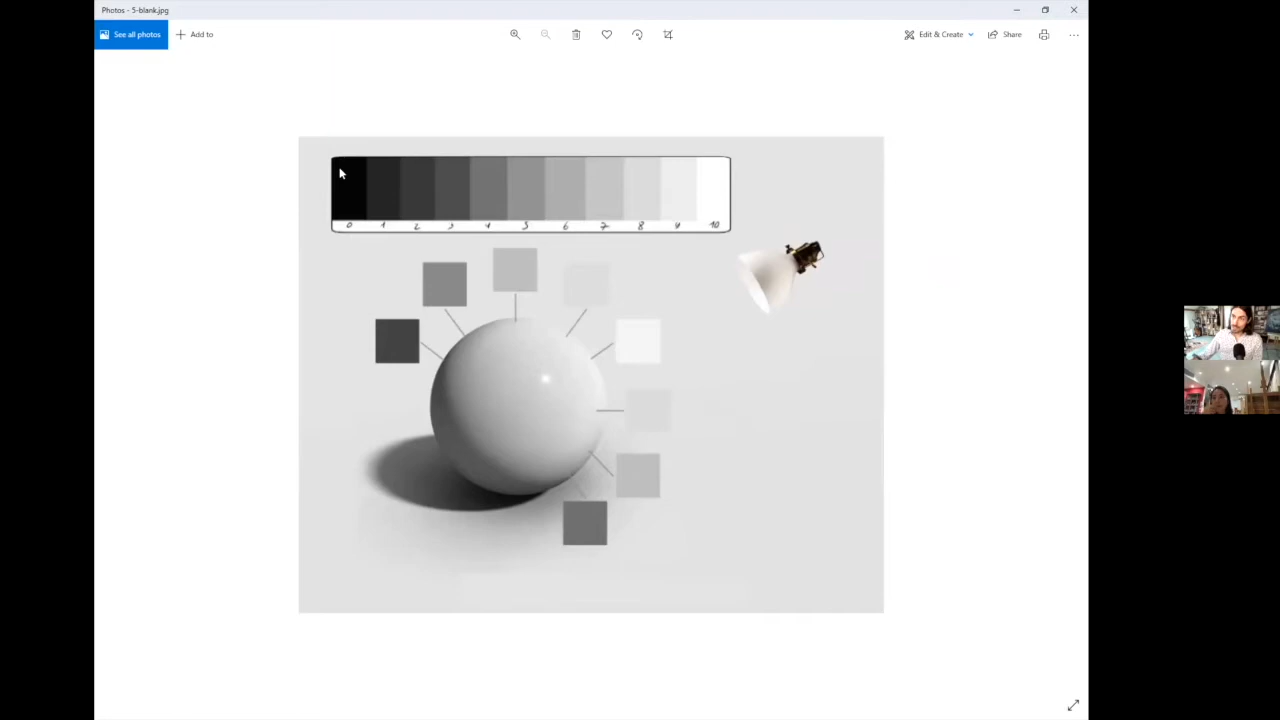 Photos - 5-blank.jpg
See all photos
Add to
Edit & Create
Share
0 1 2 3 4 5 6 7 8 9 10